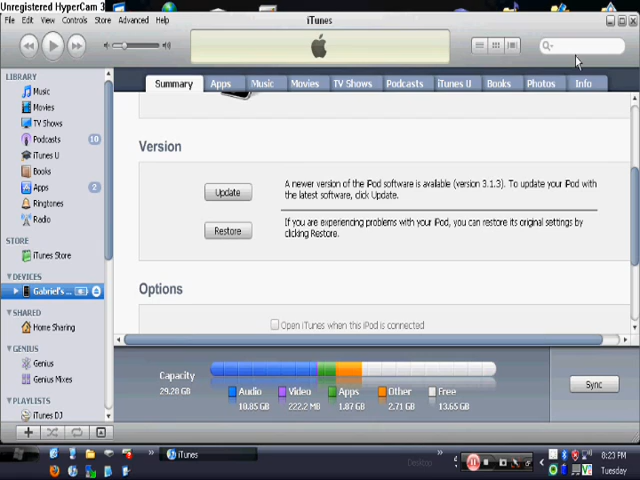 Unregistered HyperCam 3
iTunes
File Edit View Controls Store Advanced Help
Summary Apps Music Movies TV Shows Podcasts iTunes U Books Photos Info
LIBRARY
Music
Movies
TV Shows
Podcasts 10
iTunes U
Books
Apps 2
Ringtones
Radio
STORE
iTunes Store
DEVICES
Gabriel's ...
SHARED
Home Sharing
GENIUS
Genius
Genius Mixes
PLAYLISTS
iTunes DJ
Version
Update
A newer version of the iPod software is available (version 3.1.3). To update your iPod with
the latest software, click Update.
Restore
If you are experiencing problems with your iPod, you can restore its original settings by
clicking Restore.
Options
Open iTunes when this iPod is connected
Capacity
29.28 GB
Audio Video Apps Other Free
10.85 GB 222.2 MB 1.87 GB 2.71 GB 13.65 GB
Sync
iTunes
Desktop
8:23 PM
Tuesday